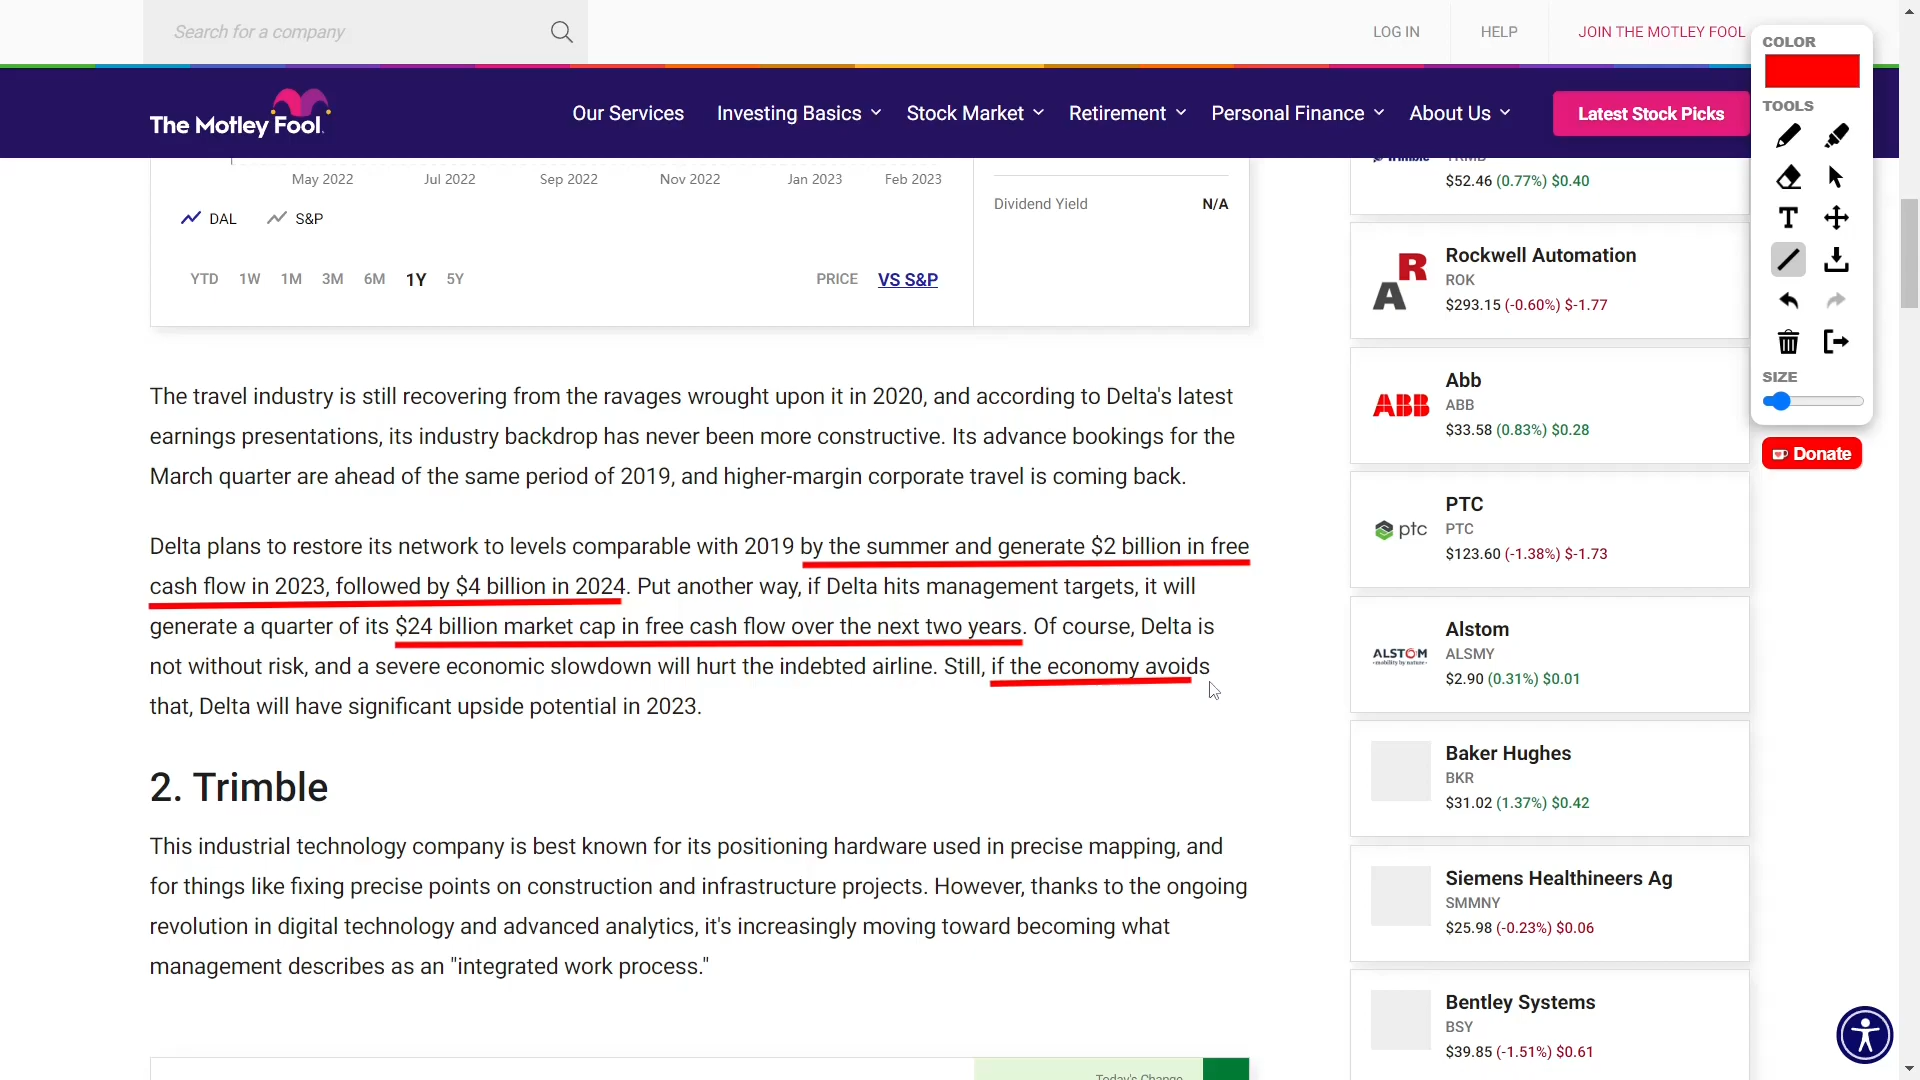 Search for a company
LOG IN
HELP
JOIN THE MOTLEY FOOL
The Motley Fool.
Our Services
Investing Basics
Stock Market
Retirement
Personal Finance
About Us
Latest Stock Picks
May 2022
Jul 2022
Sep 2022
Nov 2022
Jan 2023
Feb 2023
DAL
S&P
YTD
1W
1M
3M
6M
1Y
5Y
PRICE
VS S&P
Dividend Yield
N/A
The travel industry is still recovering from the ravages wrought upon it in 2020, and according to Delta's latest
earnings presentations, its industry backdrop has never been more constructive. Its advance bookings for the
March quarter are ahead of the same period of 2019, and higher-margin corporate travel is coming back.
Delta plans to restore its network to levels comparable with 2019 by the summer and generate $2 billion in free
cash flow in 2023, followed by $4 billion in 2024. Put another way, if Delta hits management targets, it will
generate a quarter of its $24 billion market cap in free cash flow over the next two years. Of course, Delta is
not without risk, and a severe economic slowdown will hurt the indebted airline. Still, if the economy avoids
that, Delta will have significant upside potential in 2023.
2. Trimble
This industrial technology company is best known for its positioning hardware used in precise mapping, and
for things like fixing precise points on construction and infrastructure projects. However, thanks to the ongoing
revolution in digital technology and advanced analytics, it's increasingly moving toward becoming what
management describes as an "integrated work process."
Today's Change
Trimble
TRMB
$52.46 (0.77%) $0.40
Rockwell Automation
ROK
$293.15 (-0.60%) $-1.77
ABB
Abb
ABB
$33.58 (0.83%) $0.28
ptc
PTC
PTC
$123.60 (-1.38%) $-1.73
ALSTOM
mobility by nature
Alstom
ALSMY
$2.90 (0.31%) $0.01
Baker Hughes
BKR
$31.02 (1.37%) $0.42
Siemens Healthineers Ag
SMMNY
$25.98 (-0.23%) $0.06
Bentley Systems
BSY
$39.85 (-1.51%) $0.61
COLOR
TOOLS
T
SIZE
Donate